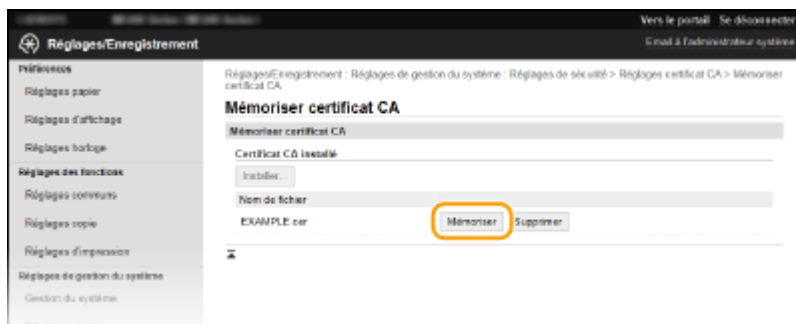 Vers le portail Se déconnecter
Réglages/Enregistrement
Email à l'administrateur système
Préférences
Réglages papier
Réglages d'affichage
Réglages horloge
Réglages des fonctions
Réglages communs
Réglages copie
Réglages d'impression
Réglages de gestion du système
Gestion du système
Réglages/Enregistrement : Réglages de gestion du système : Réglages de sécurité > Réglages certificat CA > Mémoriser
certificat CA
Mémoriser certificat CA
Mémoriser certificat CA
Certificat CA installé
Installer...
Nom de fichier
EXAMPLE.cer Mémoriser Supprimer